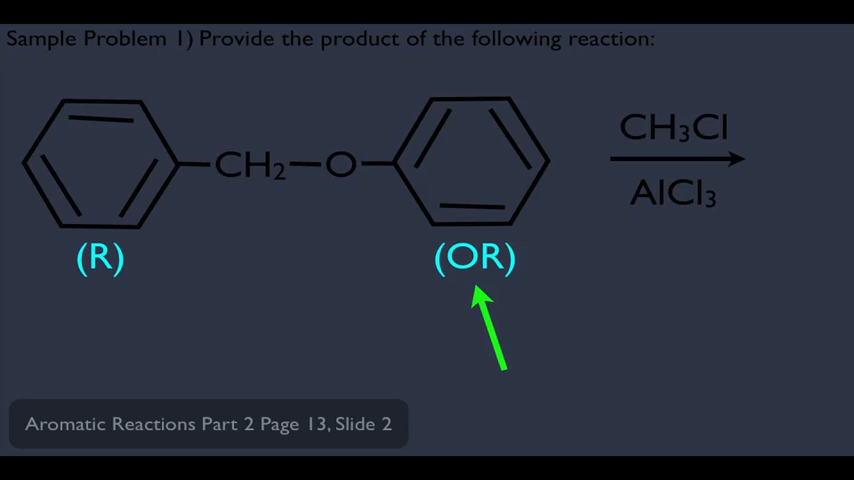 Sample Problem 1) Provide the product of the following reaction:
CH₃Cl
CH₂ O
AlCl₃
(R) (OR)
Aromatic Reactions Part 2 Page 13, Slide 2